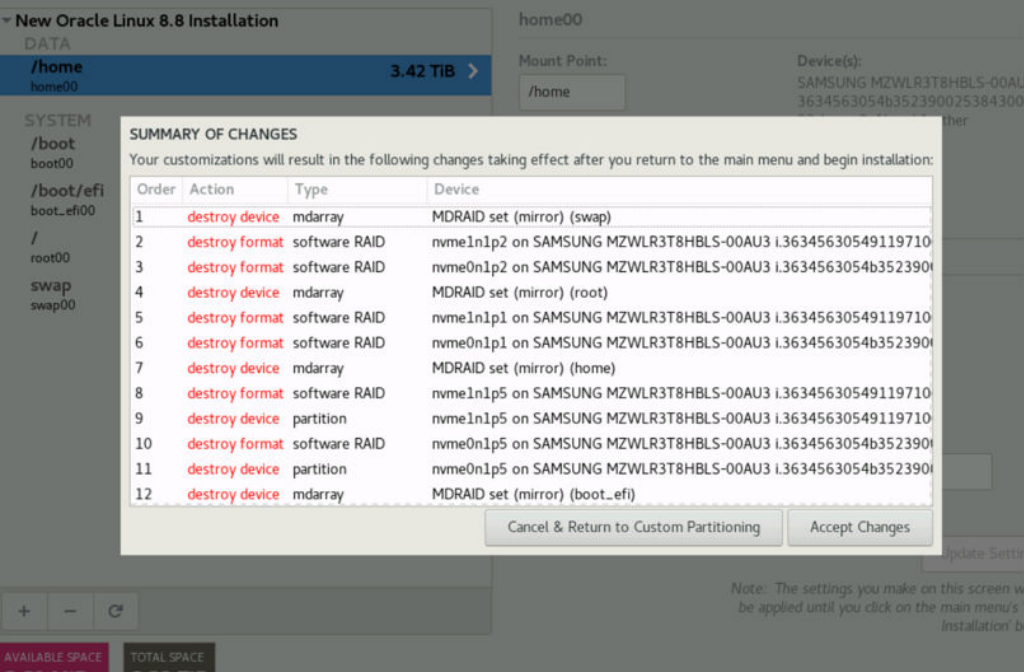 New Oracle Linux 8.8 Installation
DATA
/home
home00
3.42 TiB
SYSTEM
/boot
boot00
/boot/efi
boot_efi00
/
root00
swap
swap00
home00
Mount Point:
/home
Device(s):
SAMSUNG MZWLR3T8HBLS-00AU
3634563054b352390025384300
SUMMARY OF CHANGES
Your customizations will result in the following changes taking effect after you return to the main menu and begin installation:
Order Action Type Device
1 destroy device mdarray MDRAID set (mirror) (swap)
2 destroy format software RAID nvme1n1p2 on SAMSUNG MZWLR3T8HBLS-00AU3 i.36345630549119710
3 destroy format software RAID nvme0n1p2 on SAMSUNG MZWLR3T8HBLS-00AU3 i.3634563054b352390
4 destroy device mdarray MDRAID set (mirror) (root)
5 destroy format software RAID nvme1n1p1 on SAMSUNG MZWLR3T8HBLS-00AU3 i.36345630549119710
6 destroy format software RAID nvme0n1p1 on SAMSUNG MZWLR3T8HBLS-00AU3 i.3634563054b352390
7 destroy device mdarray MDRAID set (mirror) (home)
8 destroy format software RAID nvme1n1p5 on SAMSUNG MZWLR3T8HBLS-00AU3 i.36345630549119710
9 destroy device partition nvme1n1p5 on SAMSUNG MZWLR3T8HBLS-00AU3 i.36345630549119710
10 destroy format software RAID nvme0n1p5 on SAMSUNG MZWLR3T8HBLS-00AU3 i.3634563054b352390
11 destroy device partition nvme0n1p5 on SAMSUNG MZWLR3T8HBLS-00AU3 i.3634563054b352390
12 destroy device mdarray MDRAID set (mirror) (boot_efi)
Cancel & Return to Custom Partitioning
Accept Changes
Update Setti
Note: The settings you make on this screen w
be applied until you click on the main menu's
Installation' b
AVAILABLE SPACE
TOTAL SPACE